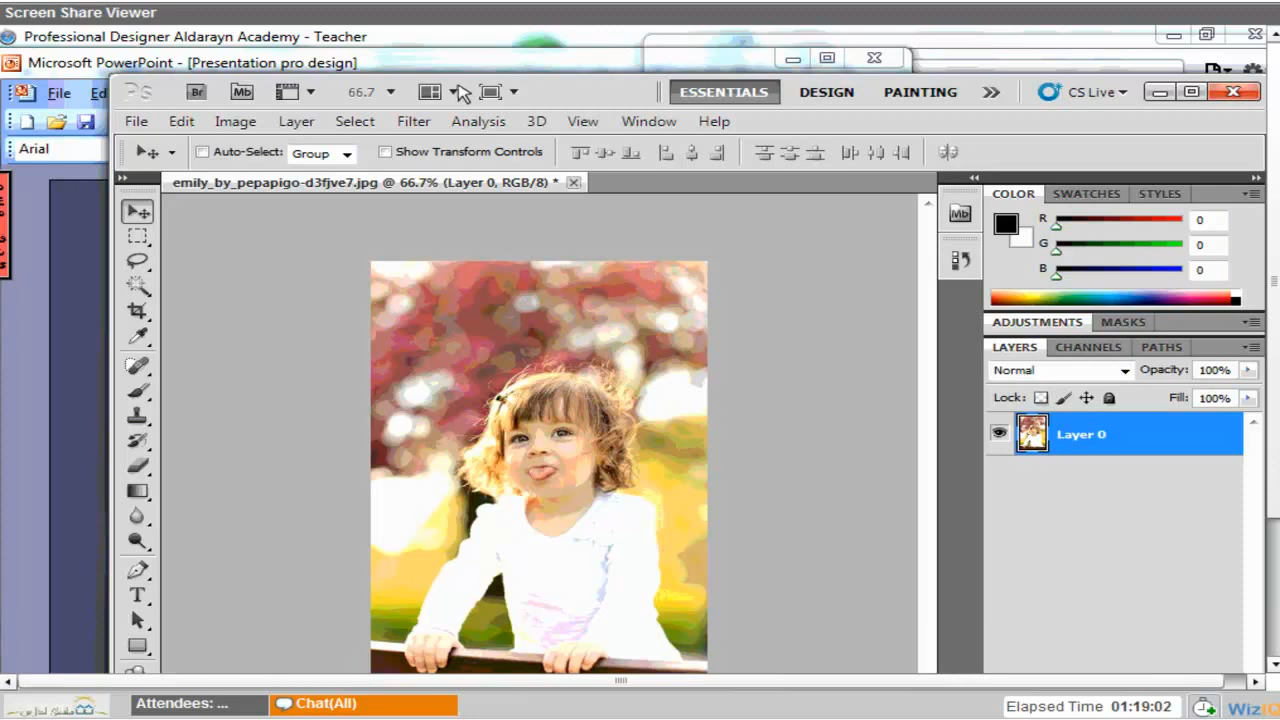 Screen Share Viewer
Professional Designer Aldarayn Academy - Teacher
Microsoft PowerPoint - [Presentation pro design]
File Ed
Arial
Ps Br Mb 66.7 ESSENTIALS DESIGN PAINTING CS Live
File Edit Image Layer Select Filter Analysis 3D View Window Help
Auto-Select: Group Show Transform Controls
emily_by_pepapigo-d3fjve7.jpg @ 66.7% (Layer 0, RGB/8) *
Mb
COLOR SWATCHES STYLES
R 0
G 0
B 0
ADJUSTMENTS MASKS
LAYERS CHANNELS PATHS
Normal Opacity: 100%
Lock: Fill: 100%
Layer 0
T
Attendees: ... Chat(All) Elapsed Time 01:19:02 WizIQ